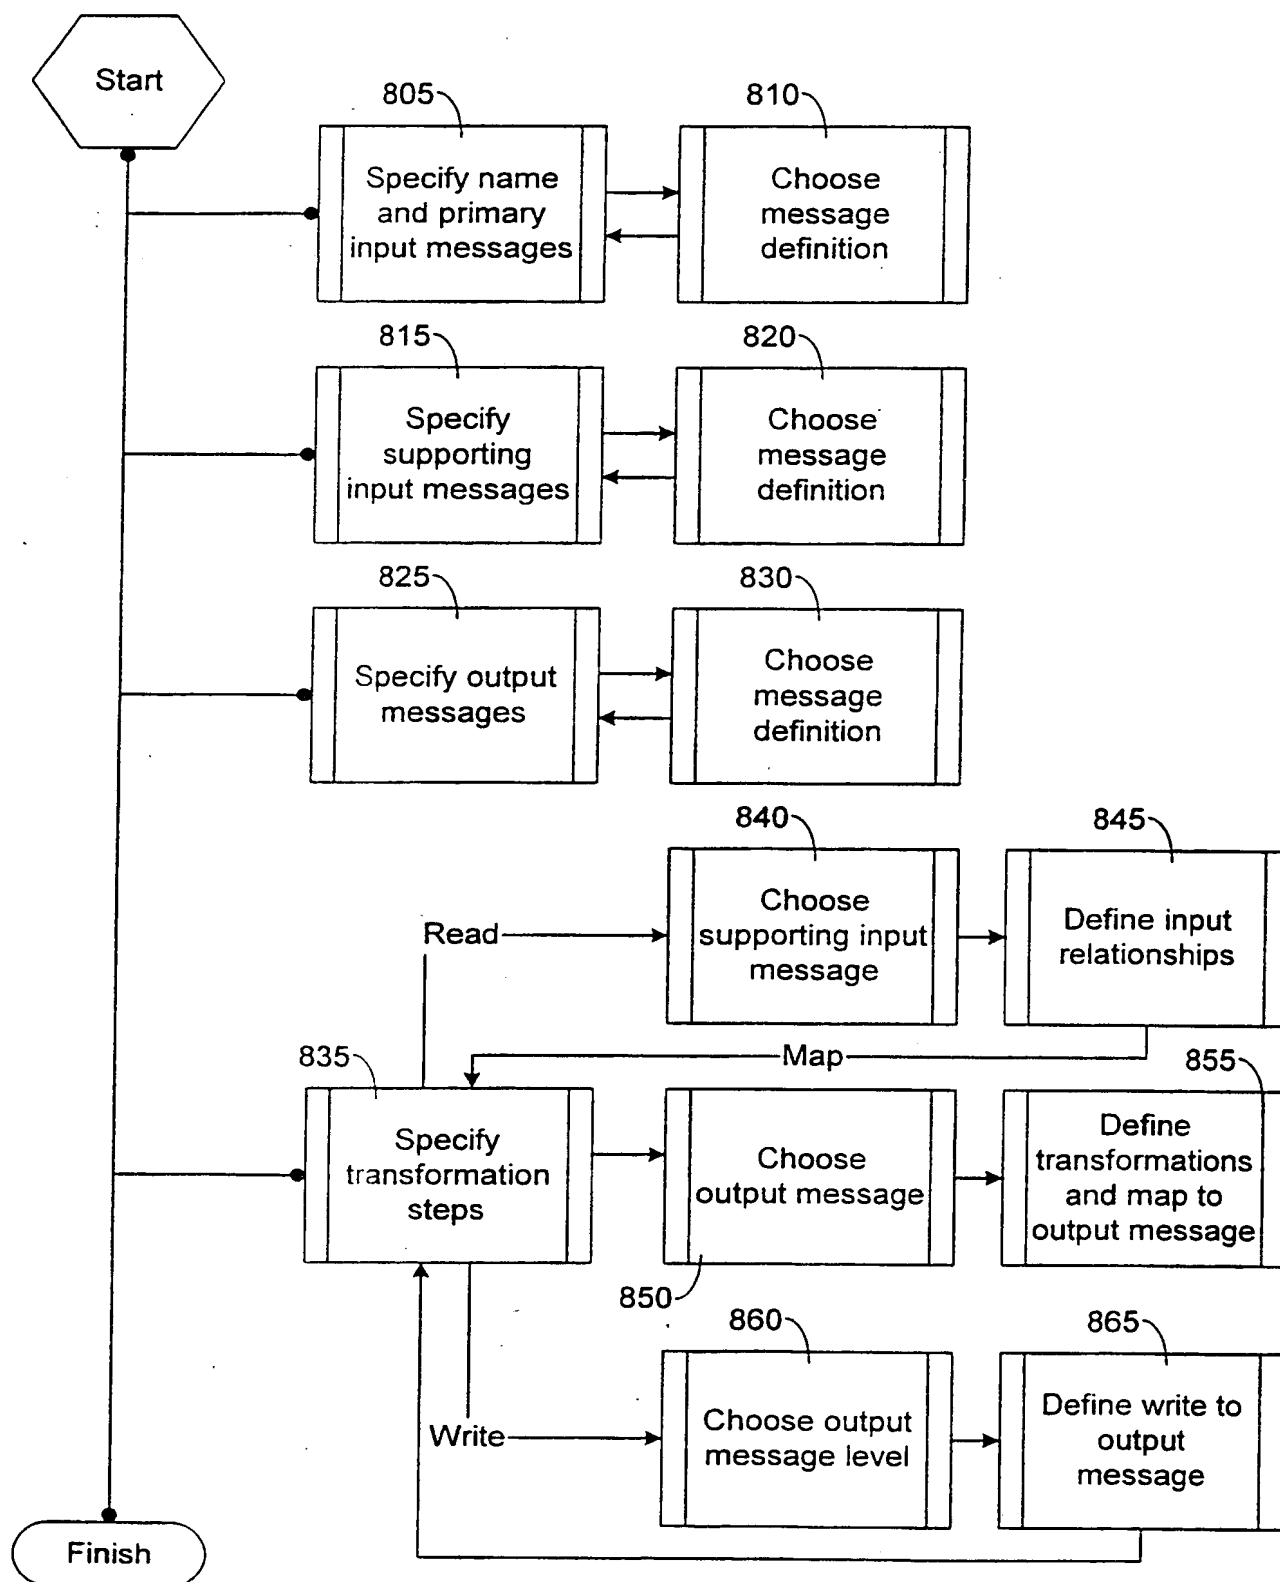 Start
805
810
Specify name
and primary
input messages
Choose
message
definition
815
820
Specify
supporting
input messages
Choose
message
definition
825
830
Specify output
messages
Choose
message
definition
840
845
Read
Choose
supporting input
message
Define input
relationships
Map
835
855
Specify
transformation
steps
Choose
output message
Define
transformations
and map to
output message
850
860
865
Write
Choose output
message level
Define write to
output
message
Finish